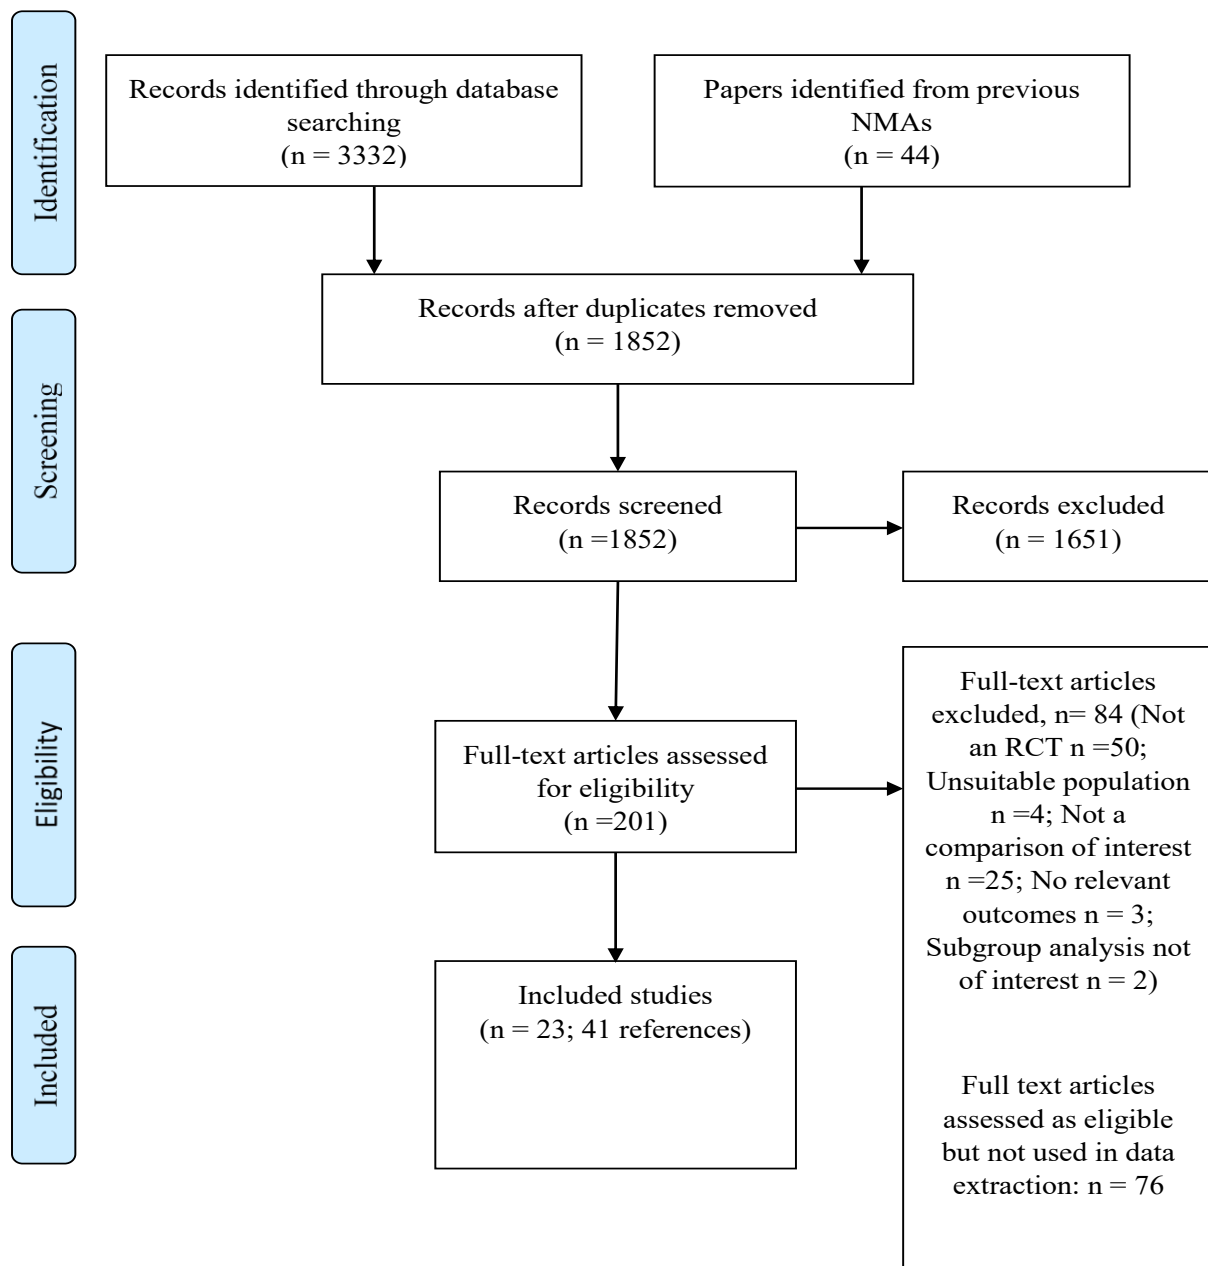 Identification
Records identified through database
searching
(n = 3332)
Papers identified from previous
NMAs
(n = 44)
Records after duplicates removed
(n = 1852)
Screening
Records screened
(n =1852)
Records excluded
(n = 1651)
Eligibility
Full-text articles assessed
for eligibility
(n =201)
Full-text articles
excluded, n= 84 (Not
an RCT n =50;
Unsuitable population
n =4; Not a
comparison of interest
n =25; No relevant
outcomes n = 3;
Subgroup analysis not
of interest n = 2)
Full text articles
assessed as eligible
but not used in data
extraction: n = 76
Included
Included studies
(n = 23; 41 references)